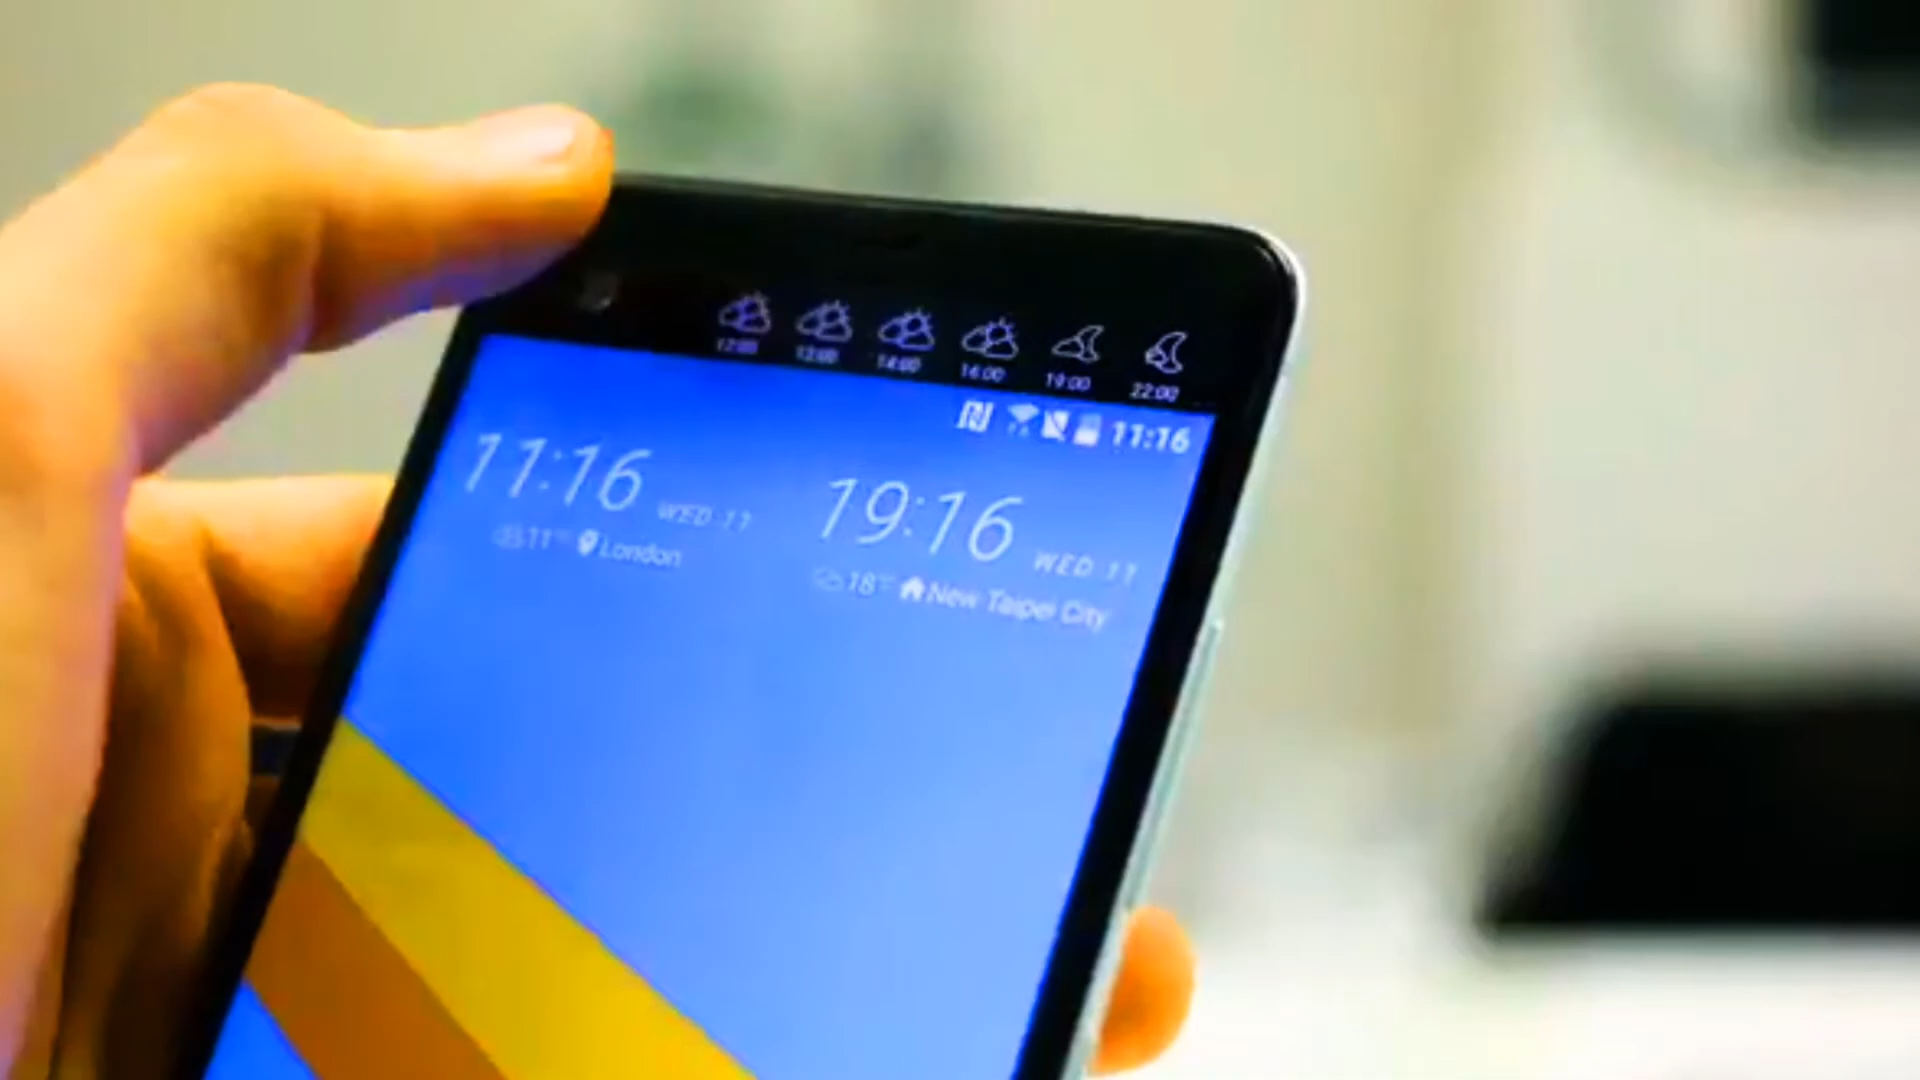 12:00 13:00 14:00 16:00 19:00 22:00
11:16
11:16 WED 11
11° London
19:16 WED 11
18° New Taipei City